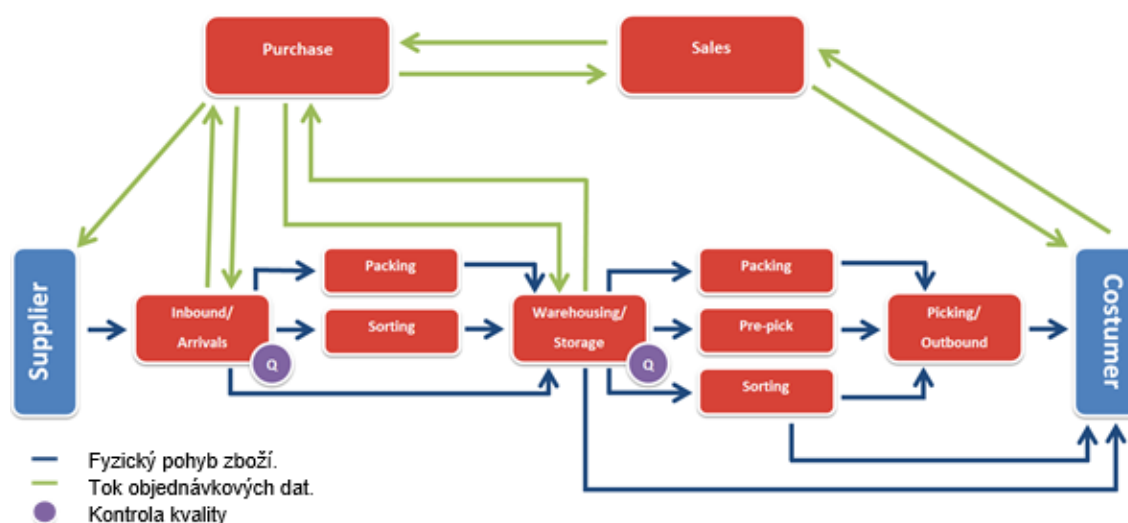 Purchase
Sales
Supplier
Inbound/
Arrivals
Q
Packing
Sorting
Warehousing/
Storage
Q
Packing
Pre-pick
Sorting
Picking/
Outbound
Costumer
Fyzický pohyb zboží.
Tok objednávkových dat.
Kontrola kvality